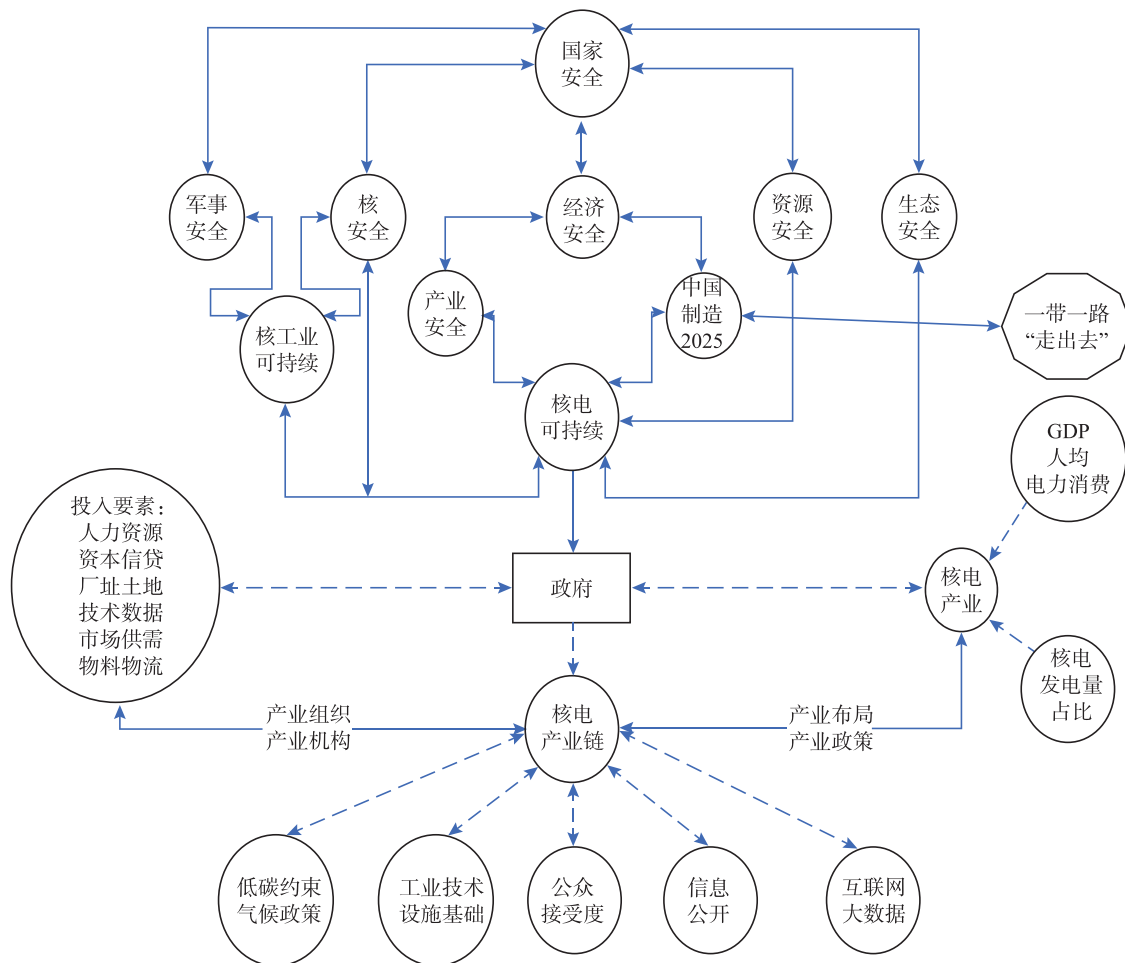 国家
安全
军事
安全
核
安全
经济
安全
资源
安全
生态
安全
产业
安全
中国
制造
2025
一带一路
“走出去”
核工业
可持续
核电
可持续
GDP
人均
电力消费
投入要素：
人力资源
资本信贷
厂址土地
技术数据
市场供需
物料物流
政府
核电
产业
核电
发电量
占比
产业组织
产业机构
核电
产业链
产业布局
产业政策
低碳约束
气候政策
工业技术
设施基础
公众
接受度
信息
公开
互联网
大数据